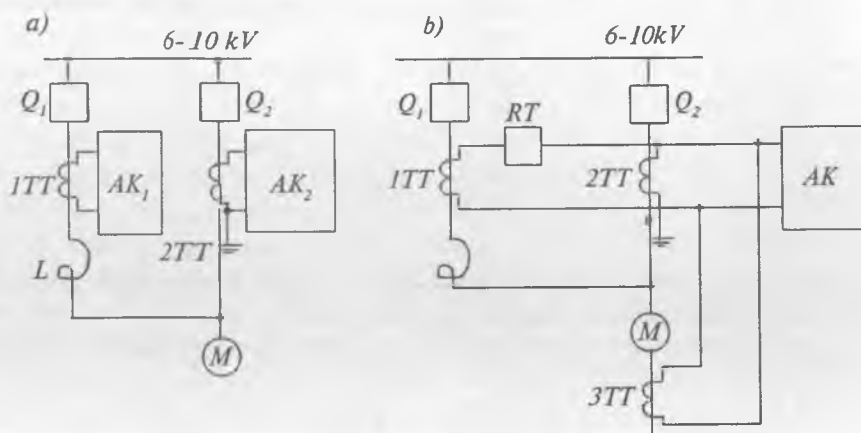 a)
6-10 kV
Q1
Q2
1TT
AK1
AK2
2TT
L
M
b)
6-10kV
Q1
RT
Q2
1TT
2TT
AK
M
3TT